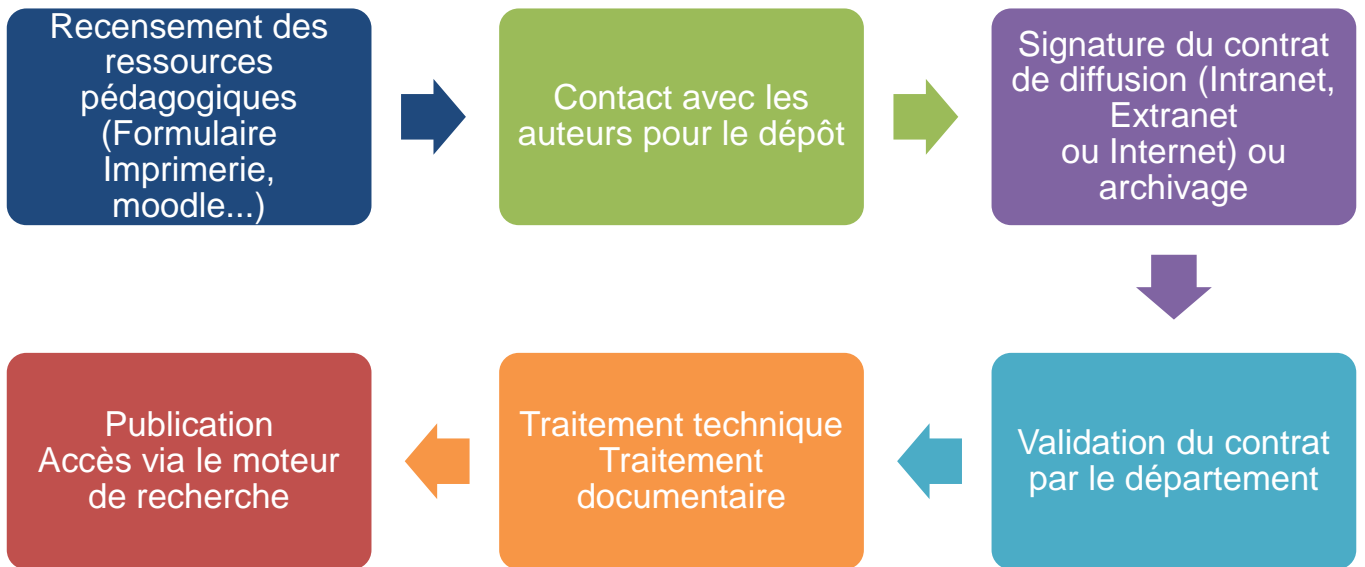 Recensement des
ressources
pédagogiques
(Formulaire
Imprimerie,
moodle...)
Contact avec les
auteurs pour le dépôt
Signature du contrat
de diffusion (Intranet,
Extranet
ou Internet) ou
archivage
Validation du contrat
par le département
Traitement technique
Traitement
documentaire
Publication
Accès via le moteur
de recherche